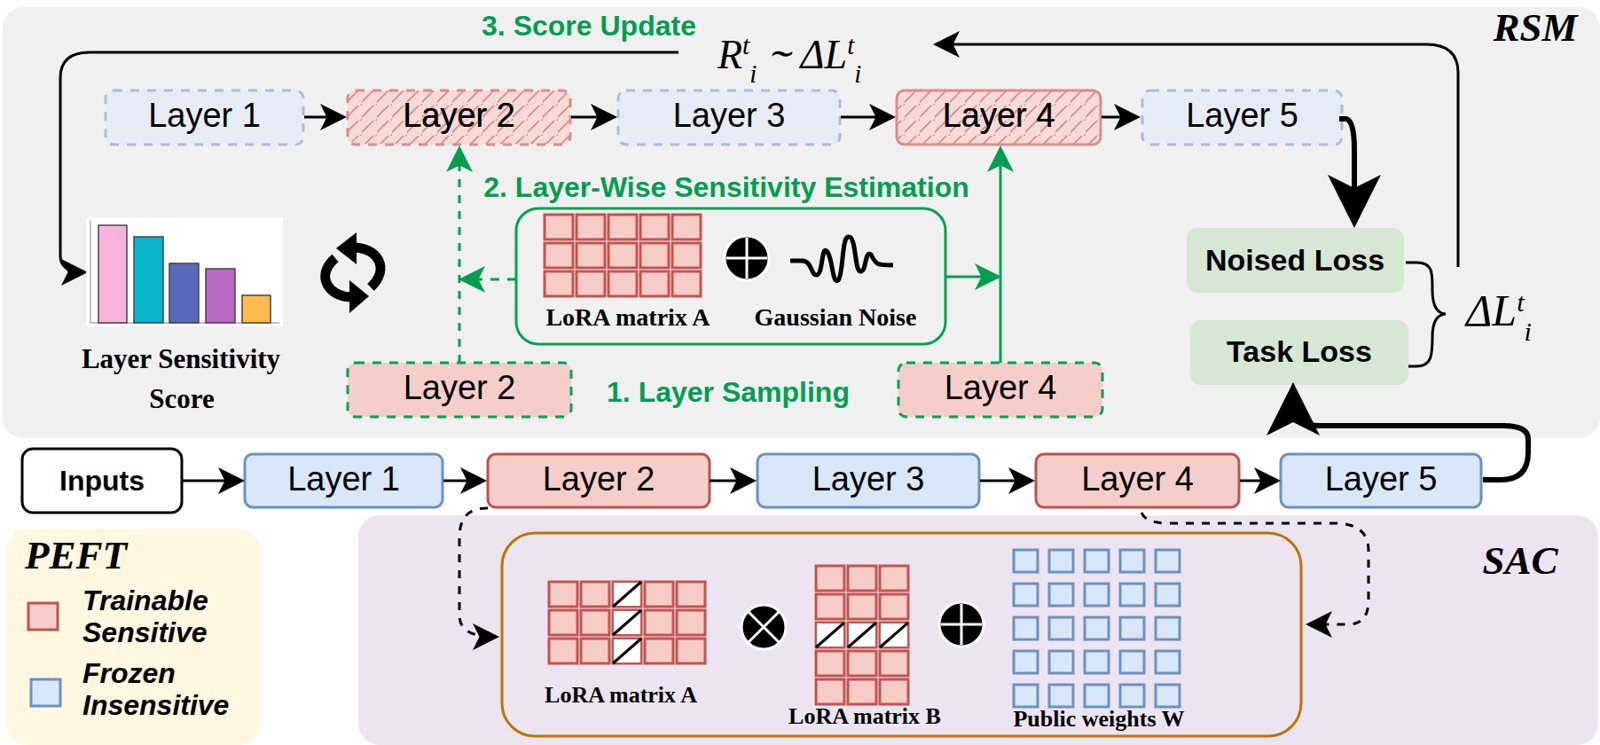 3. Score Update
RSM
R^t_i ~ ΔL^t_i
Layer 1
Layer 2
Layer 3
Layer 4
Layer 5
2. Layer-Wise Sensitivity Estimation
LoRA matrix A
Gaussian Noise
Noised Loss
Task Loss
ΔL^t_i
Layer Sensitivity
Score
Layer 2
1. Layer Sampling
Layer 4
Inputs
Layer 1
Layer 2
Layer 3
Layer 4
Layer 5
PEFT
Trainable
Sensitive
Frozen
Insensitive
SAC
LoRA matrix A
LoRA matrix B
Public weights W